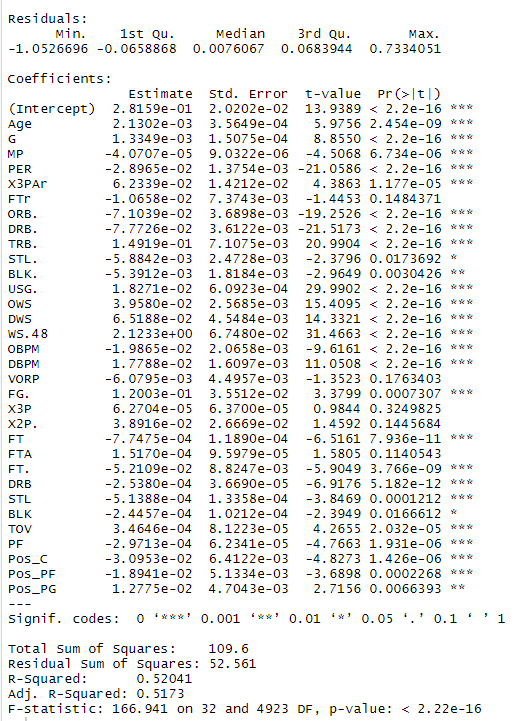 Residuals:
Min. 1st Qu. Median 3rd Qu. Max.
-1.0526696 -0.0658868 0.0076067 0.0683944 0.7334051
Coefficients:
Estimate Std. Error t-value Pr(>|t|)
(Intercept) 2.8159e-01 2.0202e-02 13.9389 < 2.2e-16 ***
Age 2.1302e-03 3.5649e-04 5.9756 2.454e-09 ***
G 1.3349e-03 1.5075e-04 8.8550 < 2.2e-16 ***
MP -4.0707e-05 9.0322e-06 -4.5068 6.734e-06 ***
PER -2.8965e-02 1.3754e-03 -21.0586 < 2.2e-16 ***
X3PAr 6.2339e-02 1.4212e-02 4.3863 1.177e-05 ***
FTr -1.0658e-02 7.3743e-03 -1.4453 0.1484371
ORB. -7.1039e-02 3.6898e-03 -19.2526 < 2.2e-16 ***
DRB. -7.7726e-02 3.6122e-03 -21.5173 < 2.2e-16 ***
TRB. 1.4919e-01 7.1075e-03 20.9904 < 2.2e-16 ***
STL. -5.8842e-03 2.4728e-03 -2.3796 0.0173692 *
BLK. -5.3912e-03 1.8184e-03 -2.9649 0.0030426 **
USG. 1.8271e-02 6.0923e-04 29.9902 < 2.2e-16 ***
OWS 3.9580e-02 2.5685e-03 15.4095 < 2.2e-16 ***
DWS 6.5188e-02 4.5484e-03 14.3321 < 2.2e-16 ***
WS.48 2.1233e+00 6.7480e-02 31.4663 < 2.2e-16 ***
OBPM -1.9865e-02 2.0658e-03 -9.6161 < 2.2e-16 ***
DBPM 1.7788e-02 1.6097e-03 11.0508 < 2.2e-16 ***
VORP -6.0795e-03 4.4957e-03 -1.3523 0.1763403
FG. 1.2003e-01 3.5512e-02 3.3799 0.0007307 ***
X3P 6.2704e-05 6.3700e-05 0.9844 0.3249825
X2P. 3.8916e-02 2.6669e-02 1.4592 0.1445684
FT -7.7475e-04 1.1890e-04 -6.5161 7.936e-11 ***
FTA 1.5170e-04 9.5979e-05 1.5805 0.1140543
FT. -5.2109e-02 8.8247e-03 -5.9049 3.766e-09 ***
DRB -2.5380e-04 3.6690e-05 -6.9176 5.182e-12 ***
STL -5.1388e-04 1.3358e-04 -3.8469 0.0001212 ***
BLK -2.4457e-04 1.0212e-04 -2.3949 0.0166612 *
TOV 3.4646e-04 8.1223e-05 4.2655 2.032e-05 ***
PF -2.9713e-04 6.2341e-05 -4.7663 1.931e-06 ***
Pos_C -3.0953e-02 6.4122e-03 -4.8273 1.426e-06 ***
Pos_PF -1.8941e-02 5.1334e-03 -3.6898 0.0002268 ***
Pos_PG 1.2775e-02 4.7043e-03 2.7156 0.0066393 **
---
Signif. codes: 0 ‘***’ 0.001 ‘**’ 0.01 ‘*’ 0.05 ‘.’ 0.1 ‘ ’ 1
Total Sum of Squares: 109.6
Residual Sum of Squares: 52.561
R-Squared: 0.52041
Adj. R-Squared: 0.5173
F-statistic: 166.941 on 32 and 4923 DF, p-value: < 2.22e-16